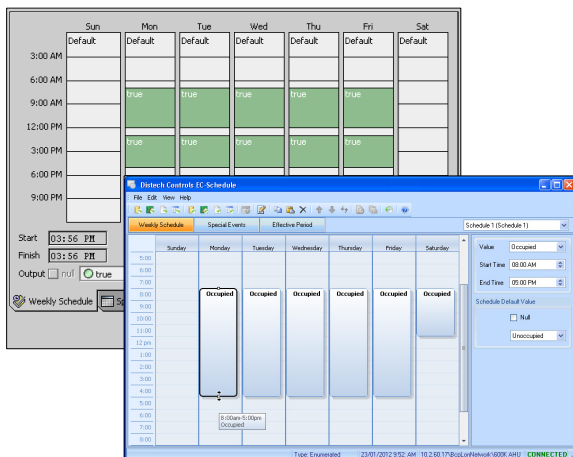 Sun Mon Tue Wed Thu Fri Sat
Default Default Default Default Default Default Default
3:00 AM
6:00 AM
9:00 AM true true true true true
12:00 PM
3:00 PM true true true true true
6:00 PM
9:00 PM
Start 03:56 PM
Finish 03:56 PM
Output null true
Weekly Schedule
Distech Controls EC-Schedule
File Edit View Help
Weekly Schedule Special Events Effective Period Schedule 1 (Schedule 1)
Sunday Monday Tuesday Wednesday Thursday Friday Saturday
5:00
6:00
7:00
8:00 Occupied Occupied Occupied Occupied Occupied Occupied
9:00
10:00
11:00
12 pm
1:00
2:00
3:00
4:00
5:00
6:00
7:00
8:00
8:00am-5:00pm
Occupied
Value Occupied
Start Time 08:00 AM
End Time 05:00 PM
Schedule Default Value
Null
Unoccupied
Type: Enumerated 23/01/2012 9:52 AM 10.2.60.17\BcpLonNetwork\600K AHU CONNECTED